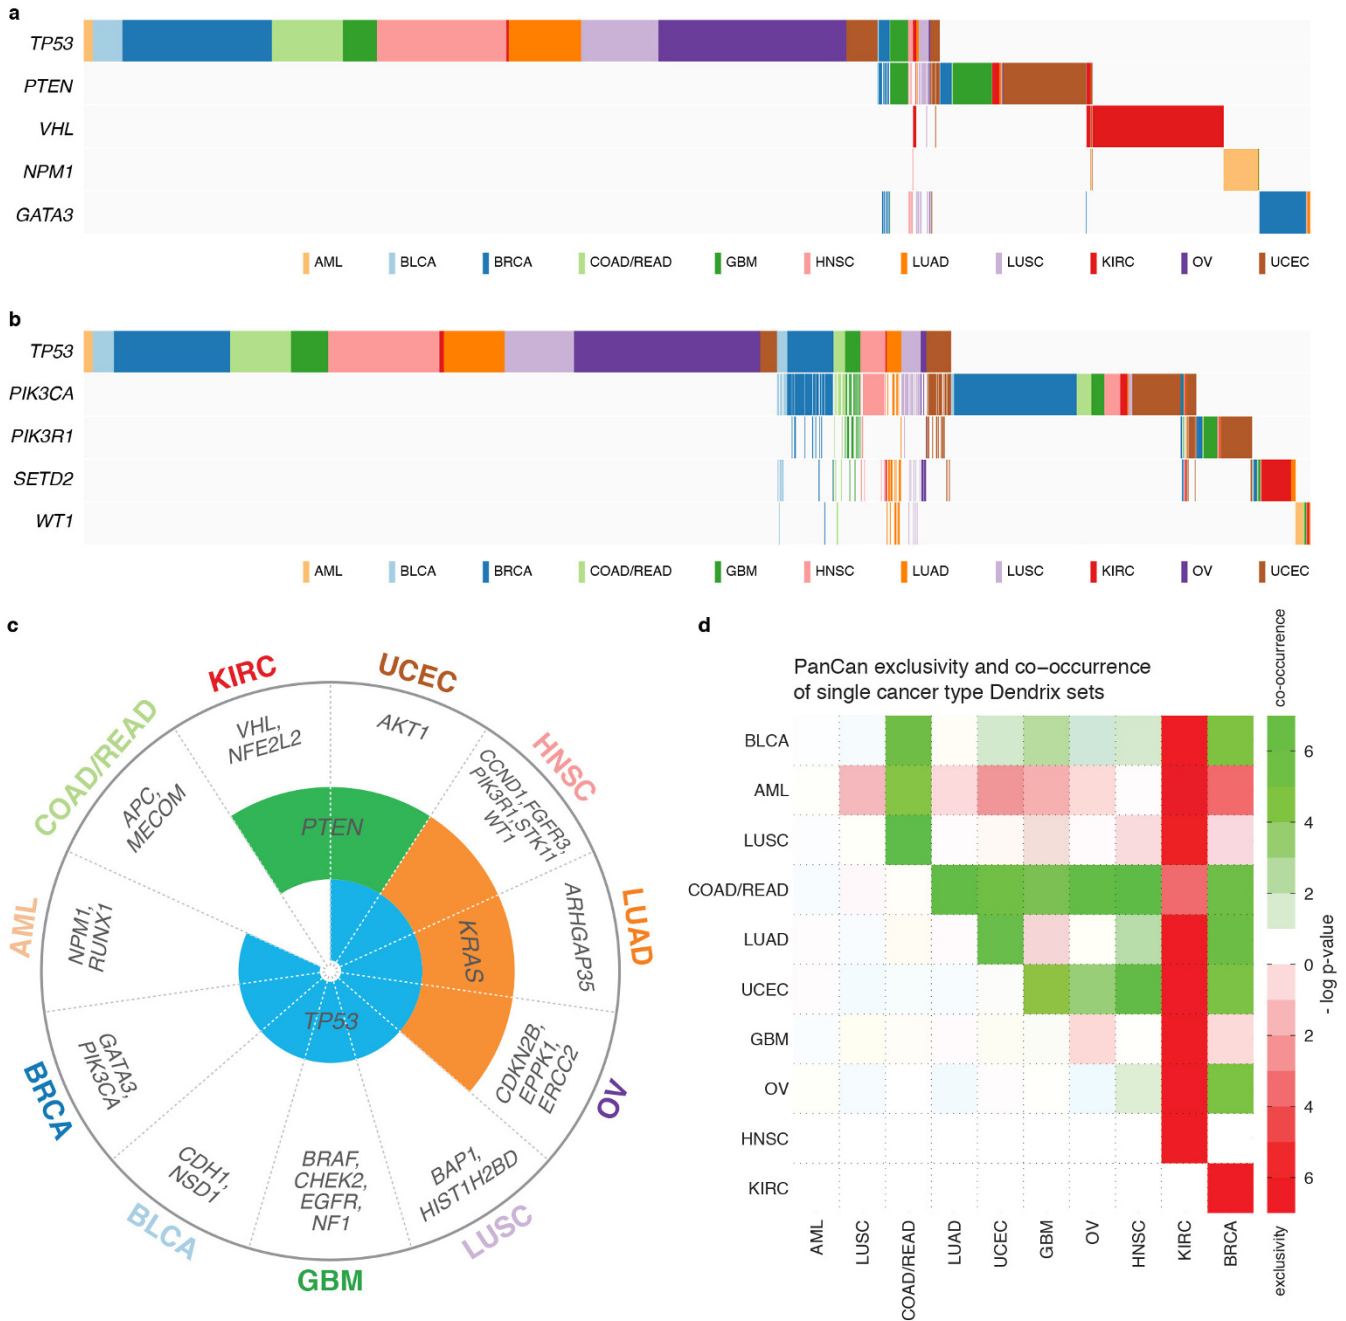 a
TP53
PTEN
VHL
NPM1
GATA3
AML BLCA BRCA COAD/READ GBM HNSC LUAD LUSC KIRC OV UCEC
b
TP53
PIK3CA
PIK3R1
SETD2
WT1
AML BLCA BRCA COAD/READ GBM HNSC LUAD LUSC KIRC OV UCEC
c
KIRC
UCEC
HNSC
LUAD
OV
LUSC
GBM
BLCA
BRCA
AML
COAD/READ
VHL,
NFE2L2
AKT1
CCND1,FGFR3,
PIK3R1,STK11
WT1
ARHGAP35
CDKN2B,
EPPK1,
ERCC2
BAP1,
HIST1H2BD
BRAF,
CHEK2,
EGFR,
NF1
CDH1,
NSD1
GATA3,
PIK3CA
NPM1,
RUNX1
APC,
MECOM
PTEN
KRAS
TP53
d
PanCan exclusivity and co−occurrence
of single cancer type Dendrix sets
BLCA
AML
LUSC
COAD/READ
LUAD
UCEC
GBM
OV
HNSC
KIRC
AML
LUSC
COAD/READ
LUAD
UCEC
GBM
OV
HNSC
KIRC
BRCA
co−occurrence
6
4
2
0
2
4
6
exclusivity
- log p-value